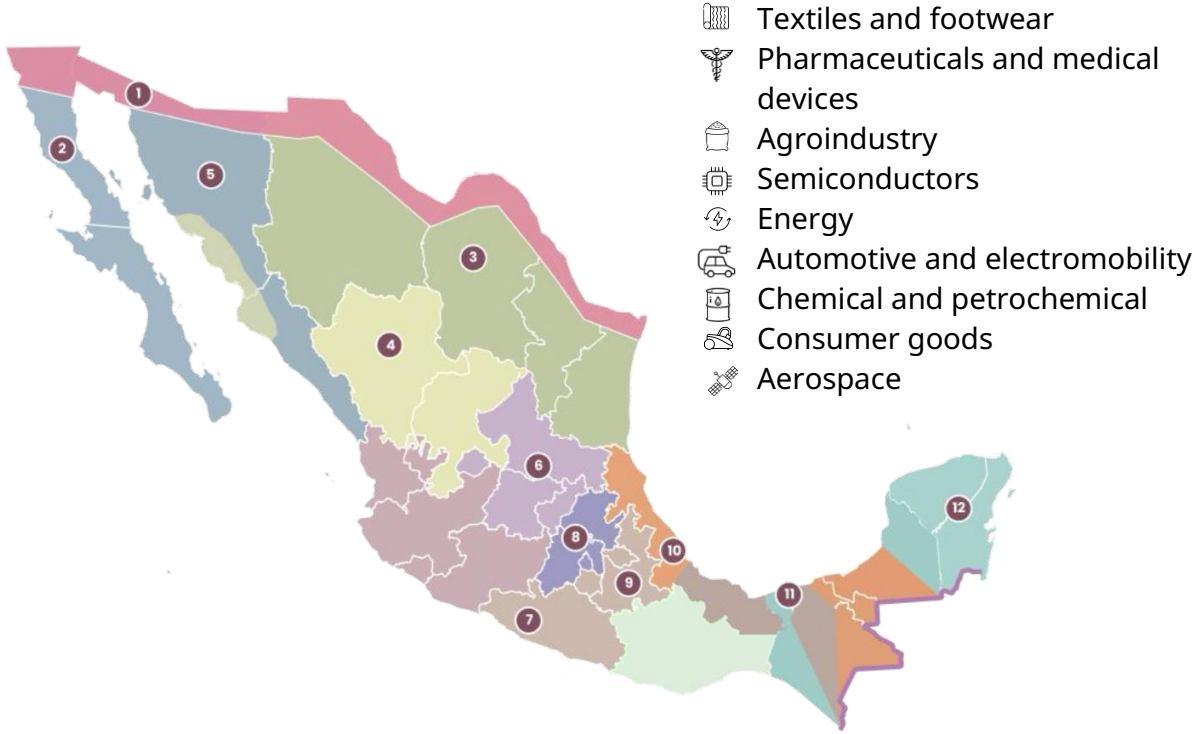 Textiles and footwear
Pharmaceuticals and medical
devices
Agroindustry
Semiconductors
Energy
Automotive and electromobility
Chemical and petrochemical
Consumer goods
Aerospace
1
2
5
3
4
6
12
8
10
9
11
7